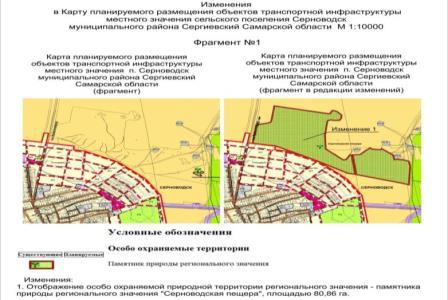 Изменения
в Карту планируемого размещения объектов транспортной инфраструктуры
местного значения сельского поселения Серноводск
муниципального района Сергиевский Самарской области М 1:10000
Фрагмент №1
Карта планируемого размещения
объектов транспортной инфраструктуры
местного значения п. Серноводск
муниципального района Сергиевский
Самарской области
(фрагмент)
Карта планируемого размещения
объектов транспортной инфраструктуры
местного значения п. Серноводск
муниципального района Сергиевский
Самарской области
(фрагмент в редакции изменений)
Изменение 1
СЕРНОВОДСК
СЕРНОВОДСК
Условные обозначения
Особо охраняемые территории
Существующие Планируемые
Памятник природы регионального значения
Изменения:
1. Отображение особо охраняемой природной территории регионального значения - памятника
природы регионального значения "Серноводская пещера", площадью 80,86 га.